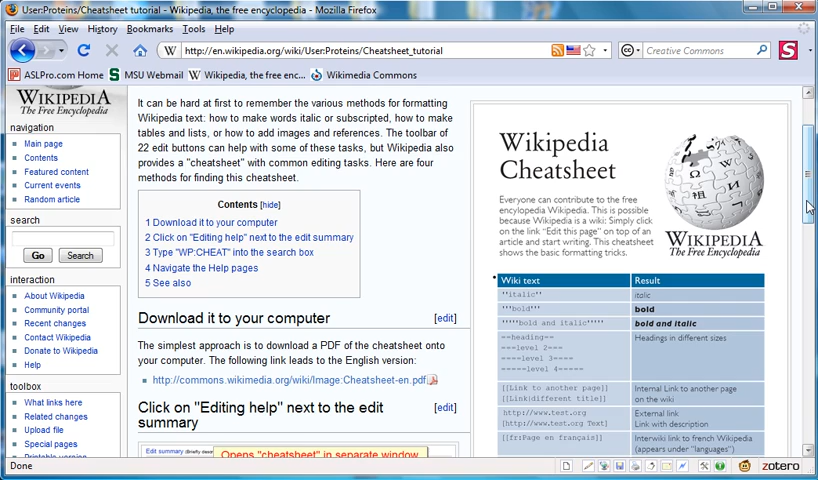 User:Proteins/Cheatsheet tutorial - Wikipedia, the free encyclopedia - Mozilla Firefox
File Edit View History Bookmarks Tools Help
http://en.wikipedia.org/wiki/User:Proteins/Cheatsheet_tutorial
Creative Commons
ASLPro.com Home MSU Webmail Wikipedia, the free enc... Wikimedia Commons
WIKIPEDIA
The Free Encyclopedia
navigation
Main page
Contents
Featured content
Current events
Random article
search
Go Search
interaction
About Wikipedia
Community portal
Recent changes
Contact Wikipedia
Donate to Wikipedia
Help
toolbox
What links here
Related changes
Upload file
Special pages
Printable version
It can be hard at first to remember the various methods for formatting
Wikipedia text: how to make words italic or subscripted, how to make
tables and lists, or how to add images and references. The toolbar of
22 edit buttons can help with some of these tasks, but Wikipedia also
provides a "cheatsheet" with common editing tasks. Here are four
methods for finding this cheatsheet.
Contents [hide]
1 Download it to your computer
2 Click on "Editing help" next to the edit summary
3 Type "WP:CHEAT" into the search box
4 Navigate the Help pages
5 See also
Download it to your computer [edit]
The simplest approach is to download a PDF of the cheatsheet onto
your computer. The following link leads to the English version:
http://commons.wikimedia.org/wiki/Image:Cheatsheet-en.pdf
Click on "Editing help" next to the edit [edit]
summary
Edit summary
Opens "cheatsheet" in separate window
Wikipedia
Cheatsheet
Everyone can contribute to the free
encylopedia Wikipedia. This is possible
because Wikipedia is a wiki: Simply click
on the link "Edit this page" on top of an
article and start writing. This cheatsheet
shows the basic formatting tricks.
WIKIPEDIA
The Free Encyclopedia
Wiki text Result
''italic'' italic
'''bold''' bold
'''''bold and italic''''' bold and italic
==heading== Headings in different sizes
===level 3===
====level 4====
=====level 5=====
[[Link to another page]] Internal Link to another page
[[Link|different title]] on the wiki
http://www.test.org External link
[http://www.test.org Text] Link with description
[[fr:Page en français]] Interwiki link to french Wikipedia
(appears under "languages")
Done
zotero